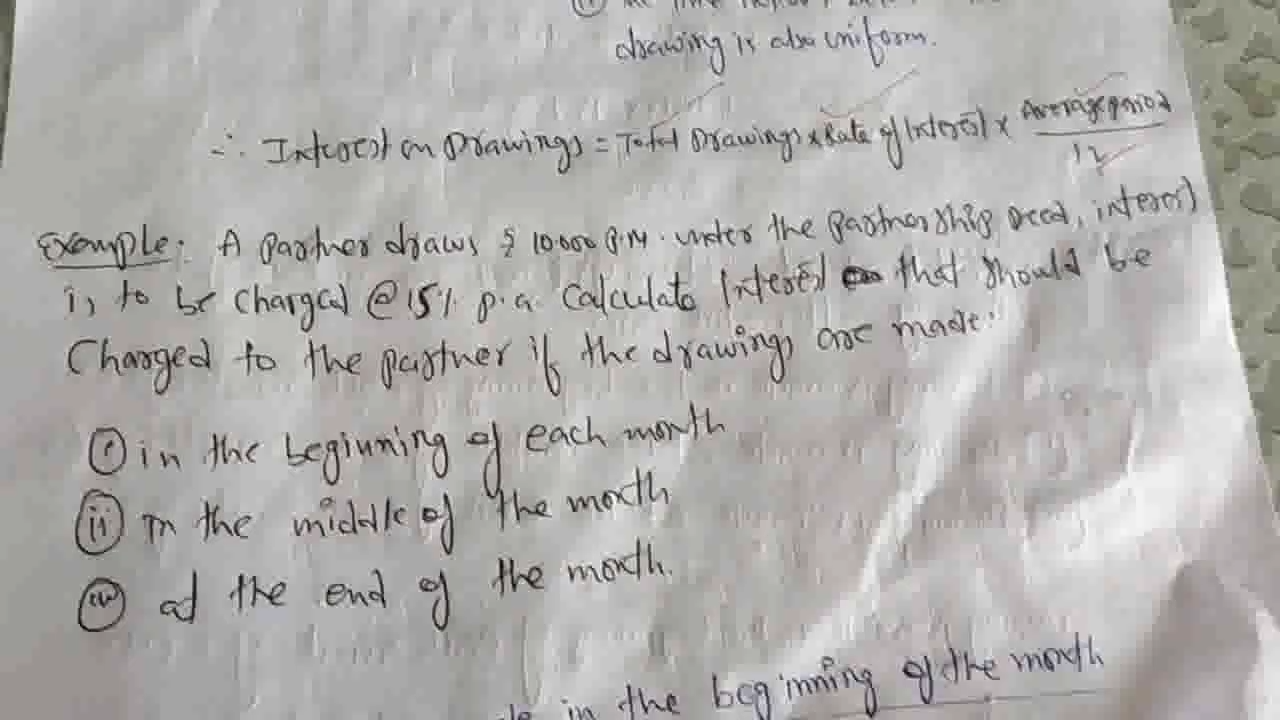 drawing is also uniform.
∴ Interest on Drawings = Total Drawings x Rate of Interest x Average period
12
Example: A partner draws ₹ 10,000 P.M. under the partnership Deed, interest
is to be charged @ 15% p.a. Calculate Interest that should be
Charged to the partner if the drawings are made:
(i) in the beginning of each month
(ii) In the middle of the month
(iii) at the end of the month.
in the beginning of the month